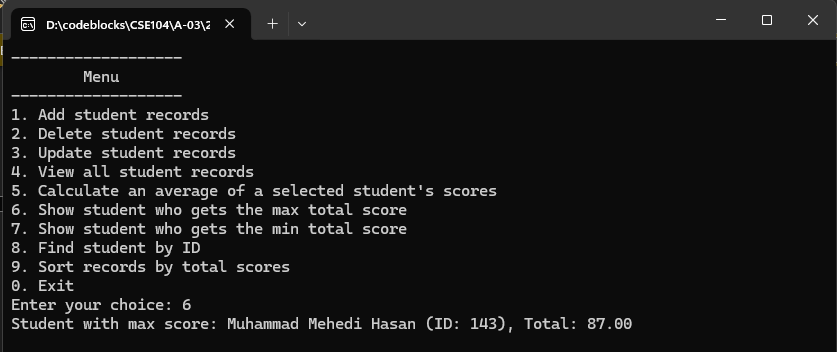 D:\codeblocks\CSE104\A-03\2
-------------------
Menu
-------------------
1. Add student records
2. Delete student records
3. Update student records
4. View all student records
5. Calculate an average of a selected student's scores
6. Show student who gets the max total score
7. Show student who gets the min total score
8. Find student by ID
9. Sort records by total scores
0. Exit
Enter your choice: 6
Student with max score: Muhammad Mehedi Hasan (ID: 143), Total: 87.00